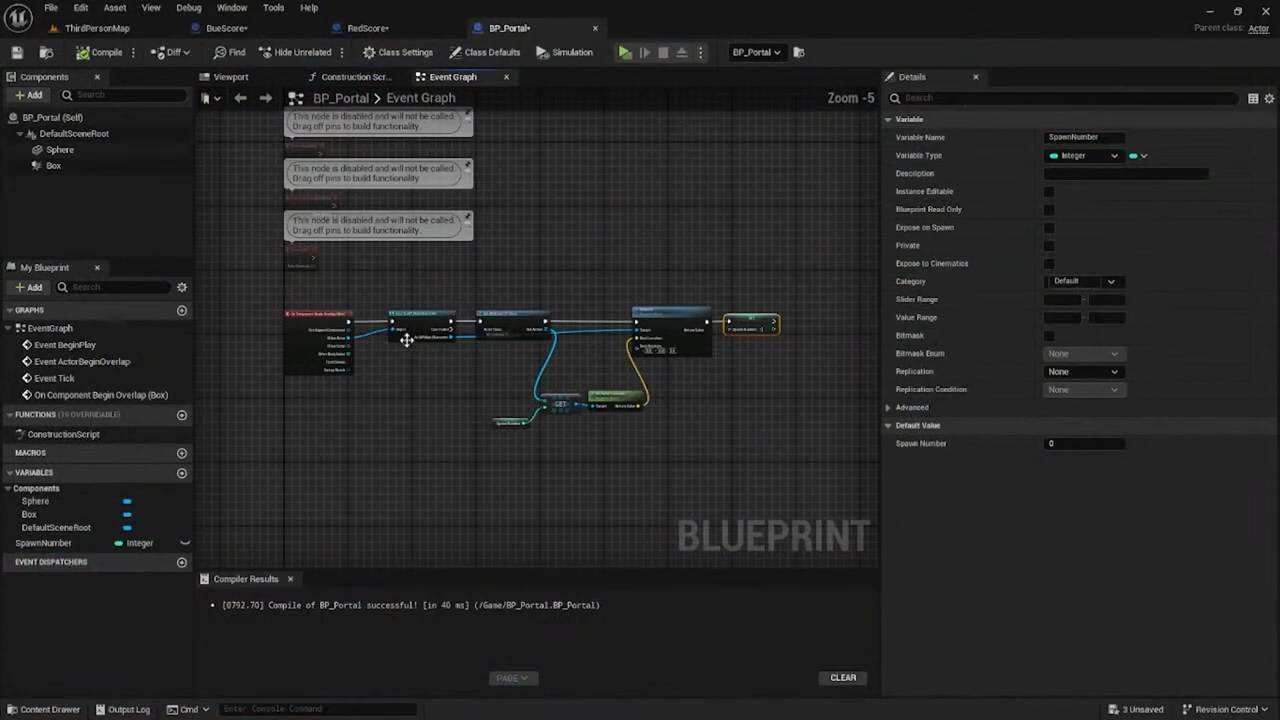 File Edit Asset View Debug Window Tools Help
ThirdPersonMap BueScore* RedScore* BP_Portal*
Parent class: Actor
Compile Diff Find Hide Unrelated Class Settings Class Defaults Simulation BP_Portal
Components
Add Search
BP_Portal (Self)
DefaultSceneRoot
Sphere
Box
My Blueprint
Add Search
GRAPHS
EventGraph
Event BeginPlay
Event ActorBeginOverlap
Event Tick
On Component Begin Overlap (Box)
FUNCTIONS (19 OVERRIDABLE)
ConstructionScript
MACROS
VARIABLES
Components
Sphere
Box
DefaultSceneRoot
SpawnNumber Integer
EVENT DISPATCHERS
Viewport Construction Scr... Event Graph
BP_Portal > Event Graph
Zoom -5
This node is disabled and will not be called.
Drag off pins to build functionality.
This node is disabled and will not be called.
Drag off pins to build functionality.
This node is disabled and will not be called.
Drag off pins to build functionality.
GET
BLUEPRINT
Compiler Results
[0792.70] Compile of BP_Portal successful! [in 40 ms] (/Game/BP_Portal.BP_Portal)
PAGE
CLEAR
Details
Search
Variable
Variable Name SpawnNumber
Variable Type Integer
Description
Instance Editable
Blueprint Read Only
Expose on Spawn
Private
Expose to Cinematics
Category Default
Slider Range
Value Range
Bitmask
Bitmask Enum None
Replication None
Replication Condition None
Advanced
Default Value
Spawn Number 0
Content Drawer Output Log Cmd Enter Console Command
3 Unsaved Revision Control